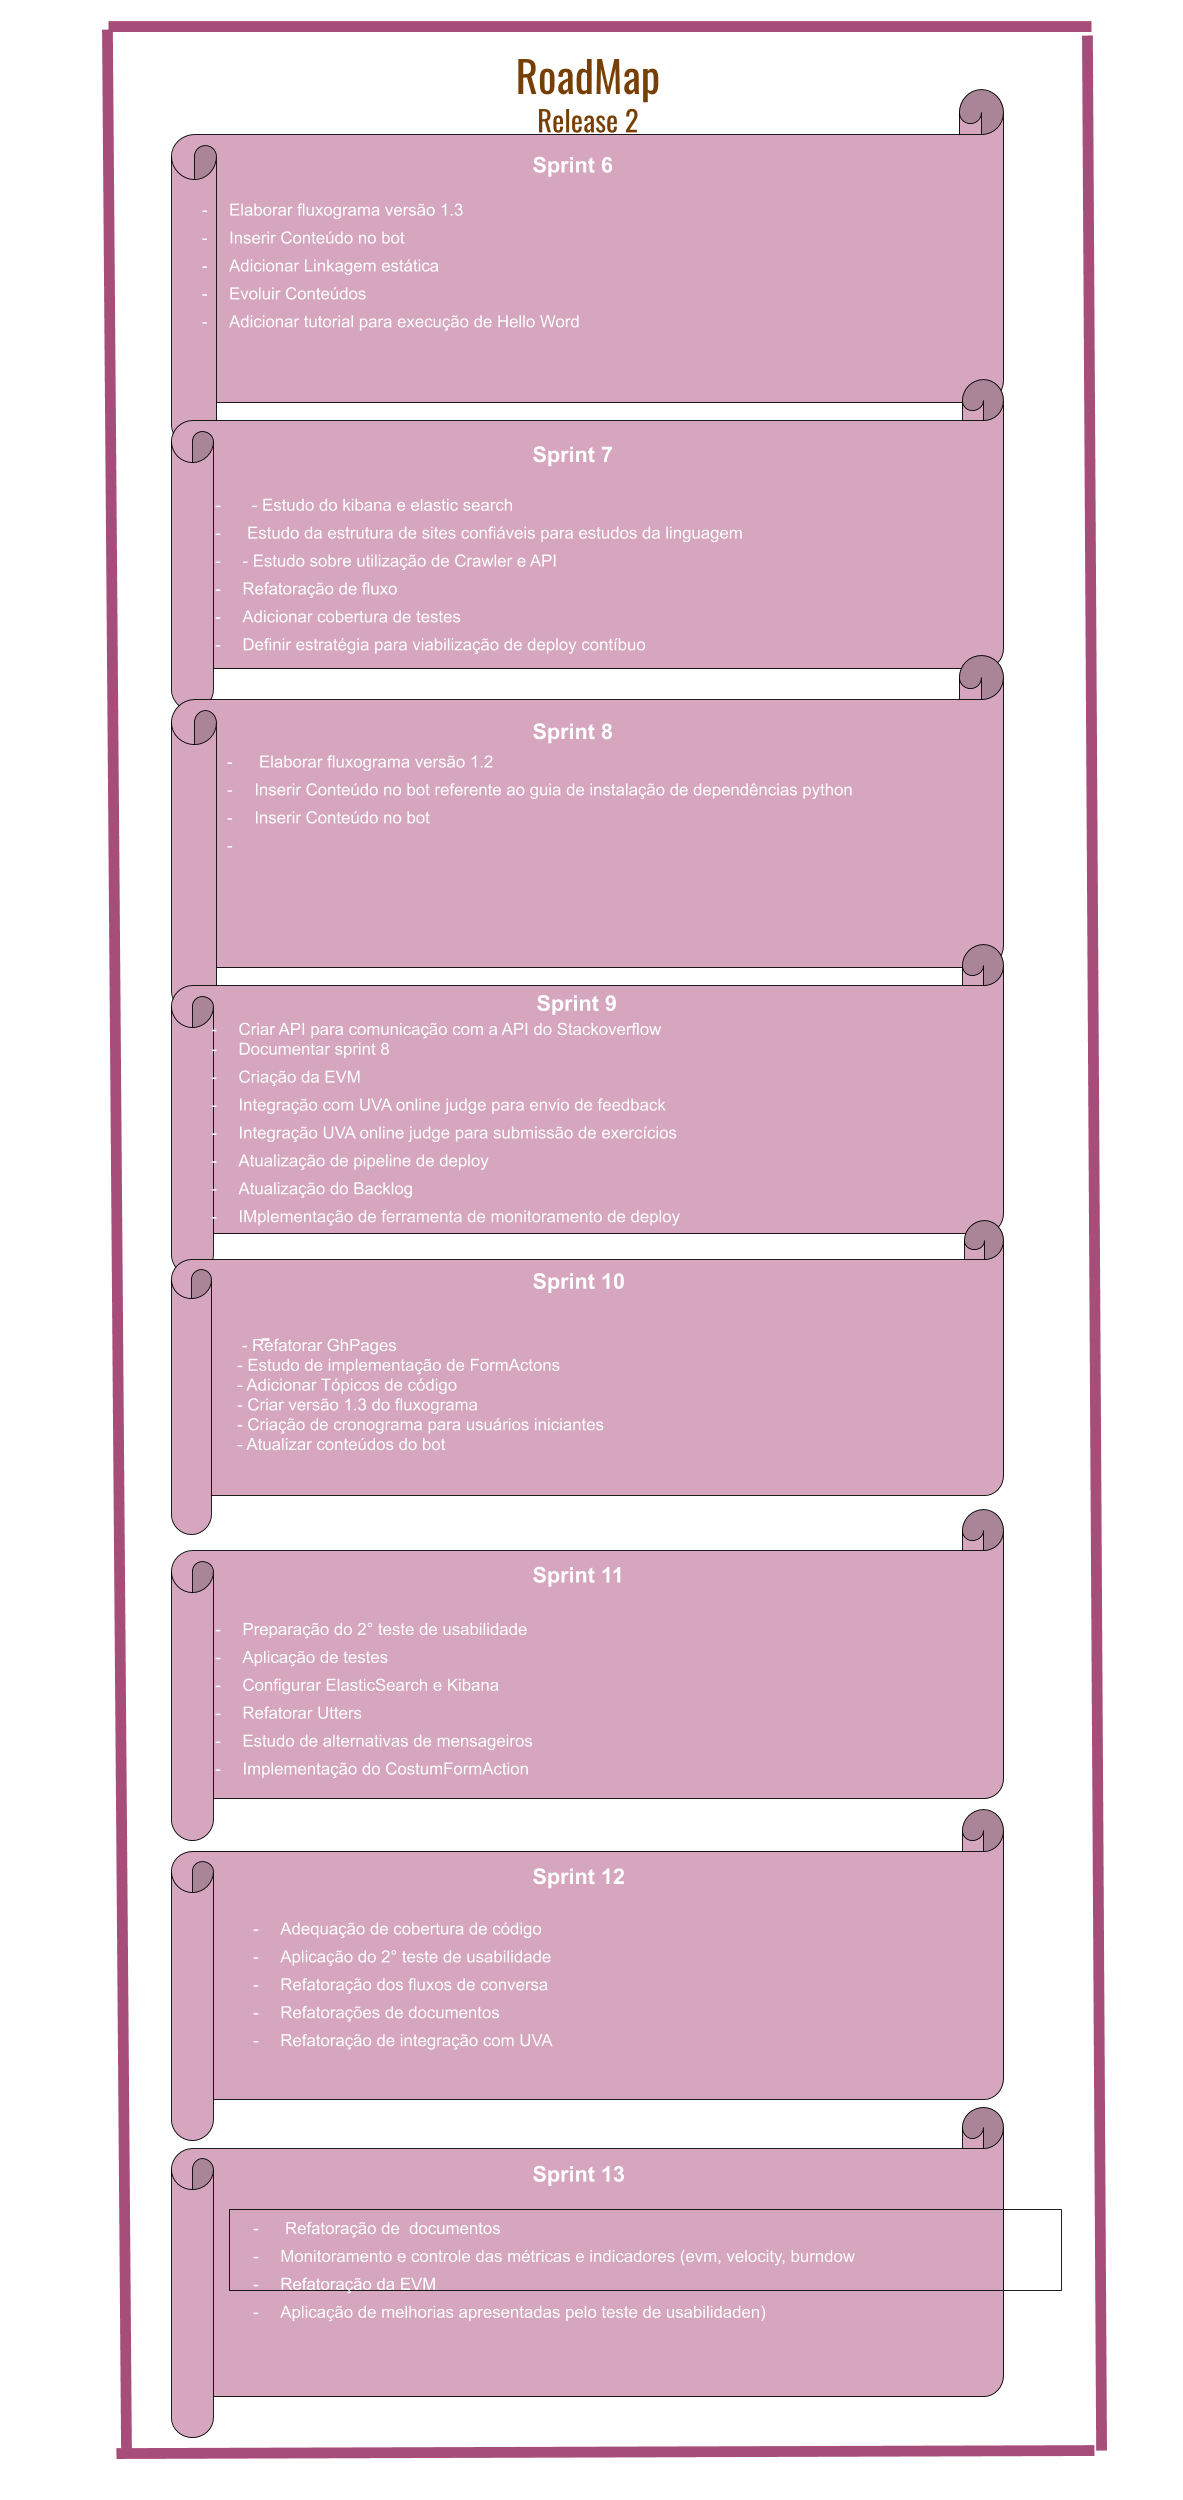 RoadMap
Release 2
Sprint 6
- Elaborar fluxograma versão 1.3
- Inserir Conteúdo no bot
- Adicionar Linkagem estática
- Evoluir Conteúdos
- Adicionar tutorial para execução de Hello Word
Sprint 7
- - Estudo do kibana e elastic search
- Estudo da estrutura de sites confiáveis para estudos da linguagem
- - Estudo sobre utilização de Crawler e API
- Refatoração de fluxo
- Adicionar cobertura de testes
- Definir estratégia para viabilização de deploy contíbuo
Sprint 8
- Elaborar fluxograma versão 1.2
- Inserir Conteúdo no bot referente ao guia de instalação de dependências python
- Inserir Conteúdo no bot
-
Sprint 9
- Criar API para comunicação com a API do Stackoverflow
- Documentar sprint 8
- Criação da EVM
- Integração com UVA online judge para envio de feedback
- Integração UVA online judge para submissão de exercícios
- Atualização de pipeline de deploy
- Atualização do Backlog
- IMplementação de ferramenta de monitoramento de deploy
Sprint 10
-
- Refatorar GhPages
- Estudo de implementação de FormActons
- Adicionar Tópicos de código
- Criar versão 1.3 do fluxograma
- Criação de cronograma para usuários iniciantes
- Atualizar conteúdos do bot
Sprint 11
- Preparação do 2° teste de usabilidade
- Aplicação de testes
- Configurar ElasticSearch e Kibana
- Refatorar Utters
- Estudo de alternativas de mensageiros
- Implementação do CostumFormAction
Sprint 12
- Adequação de cobertura de código
- Aplicação do 2° teste de usabilidade
- Refatoração dos fluxos de conversa
- Refatorações de documentos
- Refatoração de integração com UVA
Sprint 13
- Refatoração de  documentos
- Monitoramento e controle das métricas e indicadores (evm, velocity, burndow
- Refatoração da EVM
- Aplicação de melhorias apresentadas pelo teste de usabilidaden)